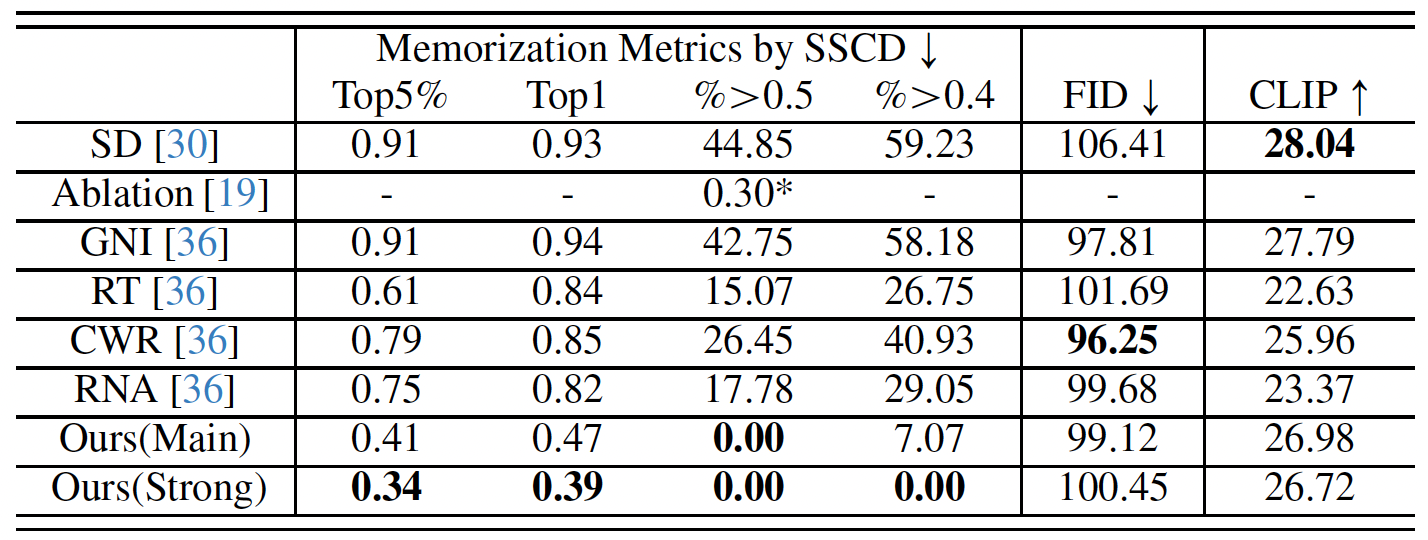 Memorization Metrics by SSCD ↓
Top5% Top1 %>0.5 %>0.4 FID ↓ CLIP ↑
SD [30] 0.91 0.93 44.85 59.23 106.41 28.04
Ablation [19] - - 0.30* - - -
GNI [36] 0.91 0.94 42.75 58.18 97.81 27.79
RT [36] 0.61 0.84 15.07 26.75 101.69 22.63
CWR [36] 0.79 0.85 26.45 40.93 96.25 25.96
RNA [36] 0.75 0.82 17.78 29.05 99.68 23.37
Ours(Main) 0.41 0.47 0.00 7.07 99.12 26.98
Ours(Strong) 0.34 0.39 0.00 0.00 100.45 26.72